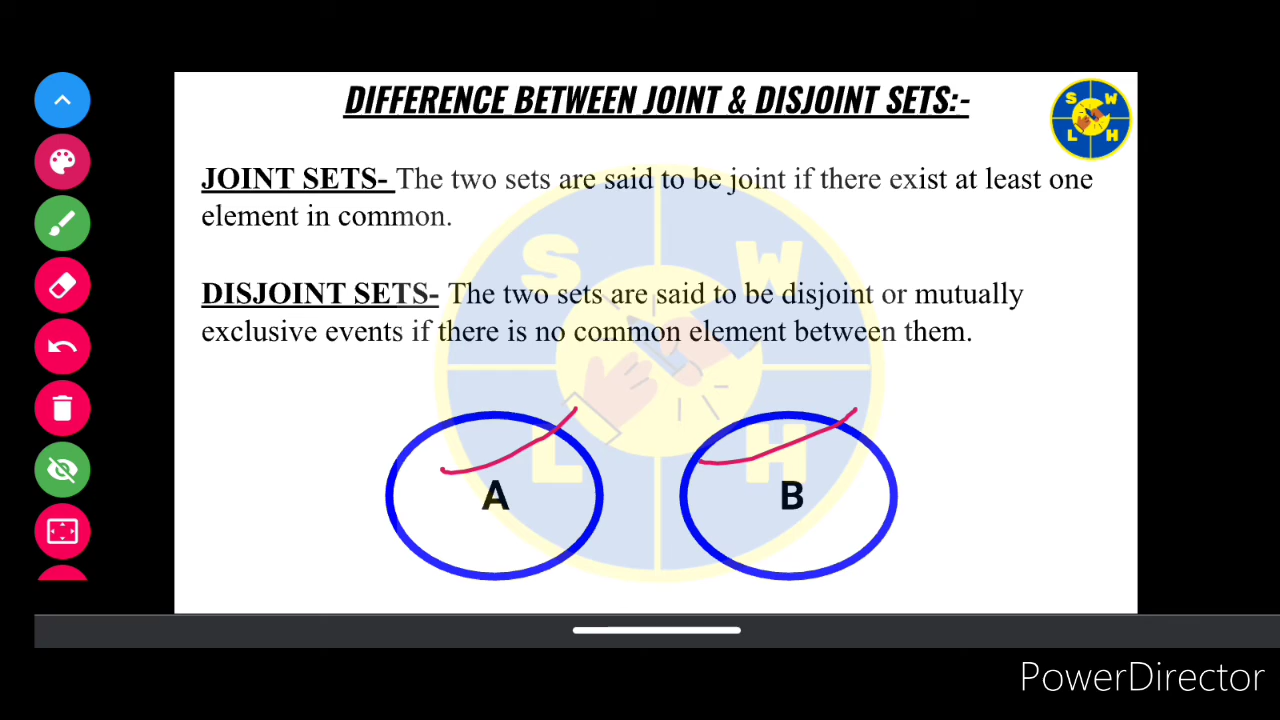 DIFFERENCE BETWEEN JOINT & DISJOINT SETS:-
S W
L H
JOINT SETS- The two sets are said to be joint if there exist at least one
element in common.
DISJOINT SETS- The two sets are said to be disjoint or mutually
exclusive events if there is no common element between them.
S W
L H
A B
PowerDirector